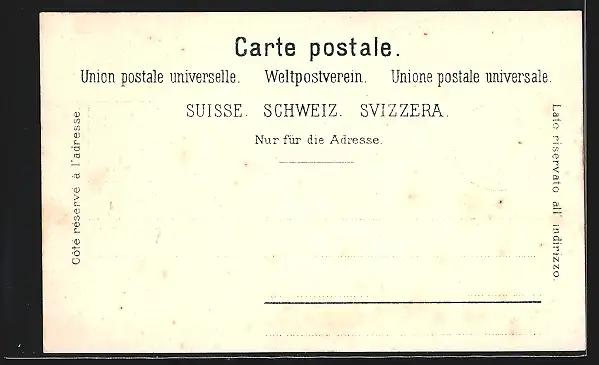 Carte postale.
Union postale universelle. Weltpostverein. Unione postale universale.
SUISSE. SCHWEIZ. SVIZZERA.
Nur für die Adresse.
Côté réservé à l'adresse.
Lato riservato all' indirizzo.